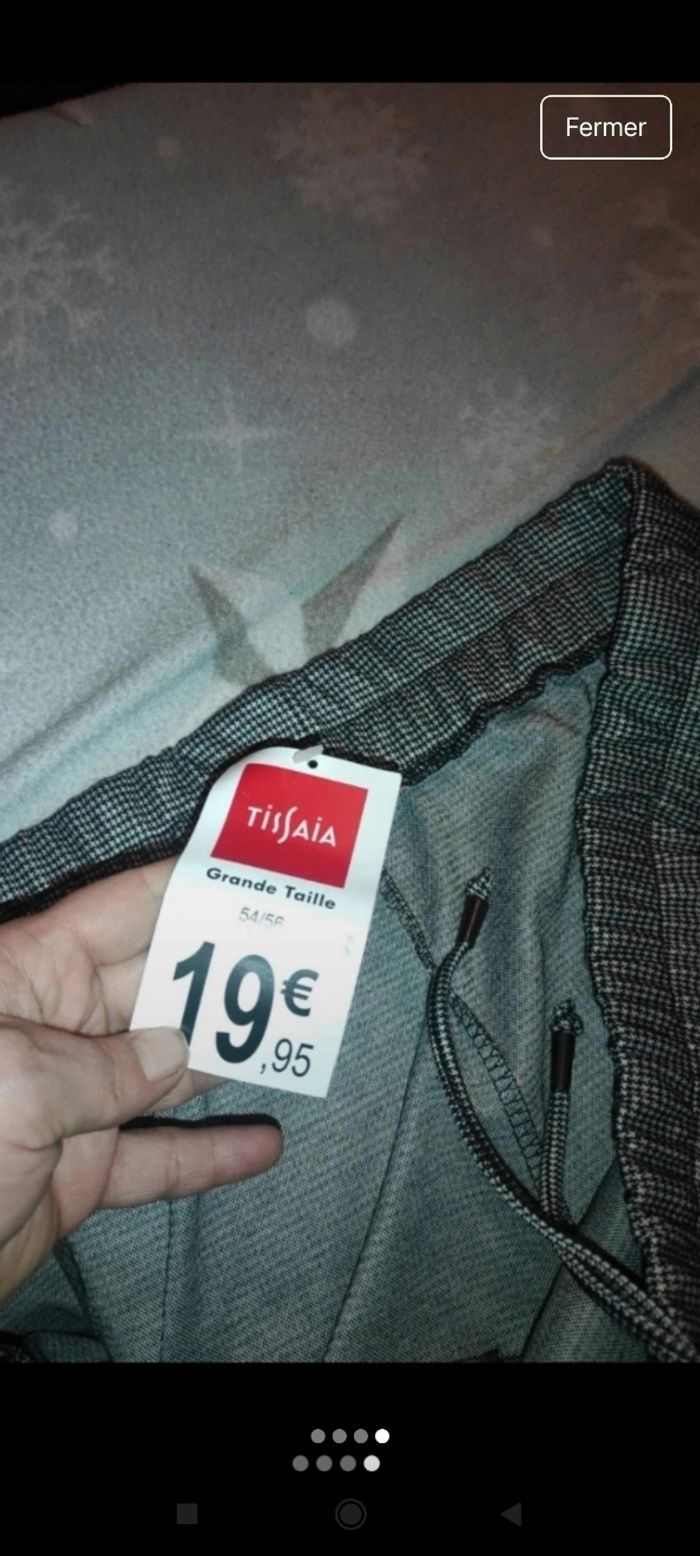 Fermer
TiSSAiA
Grande Taille
54/56
19€
,95